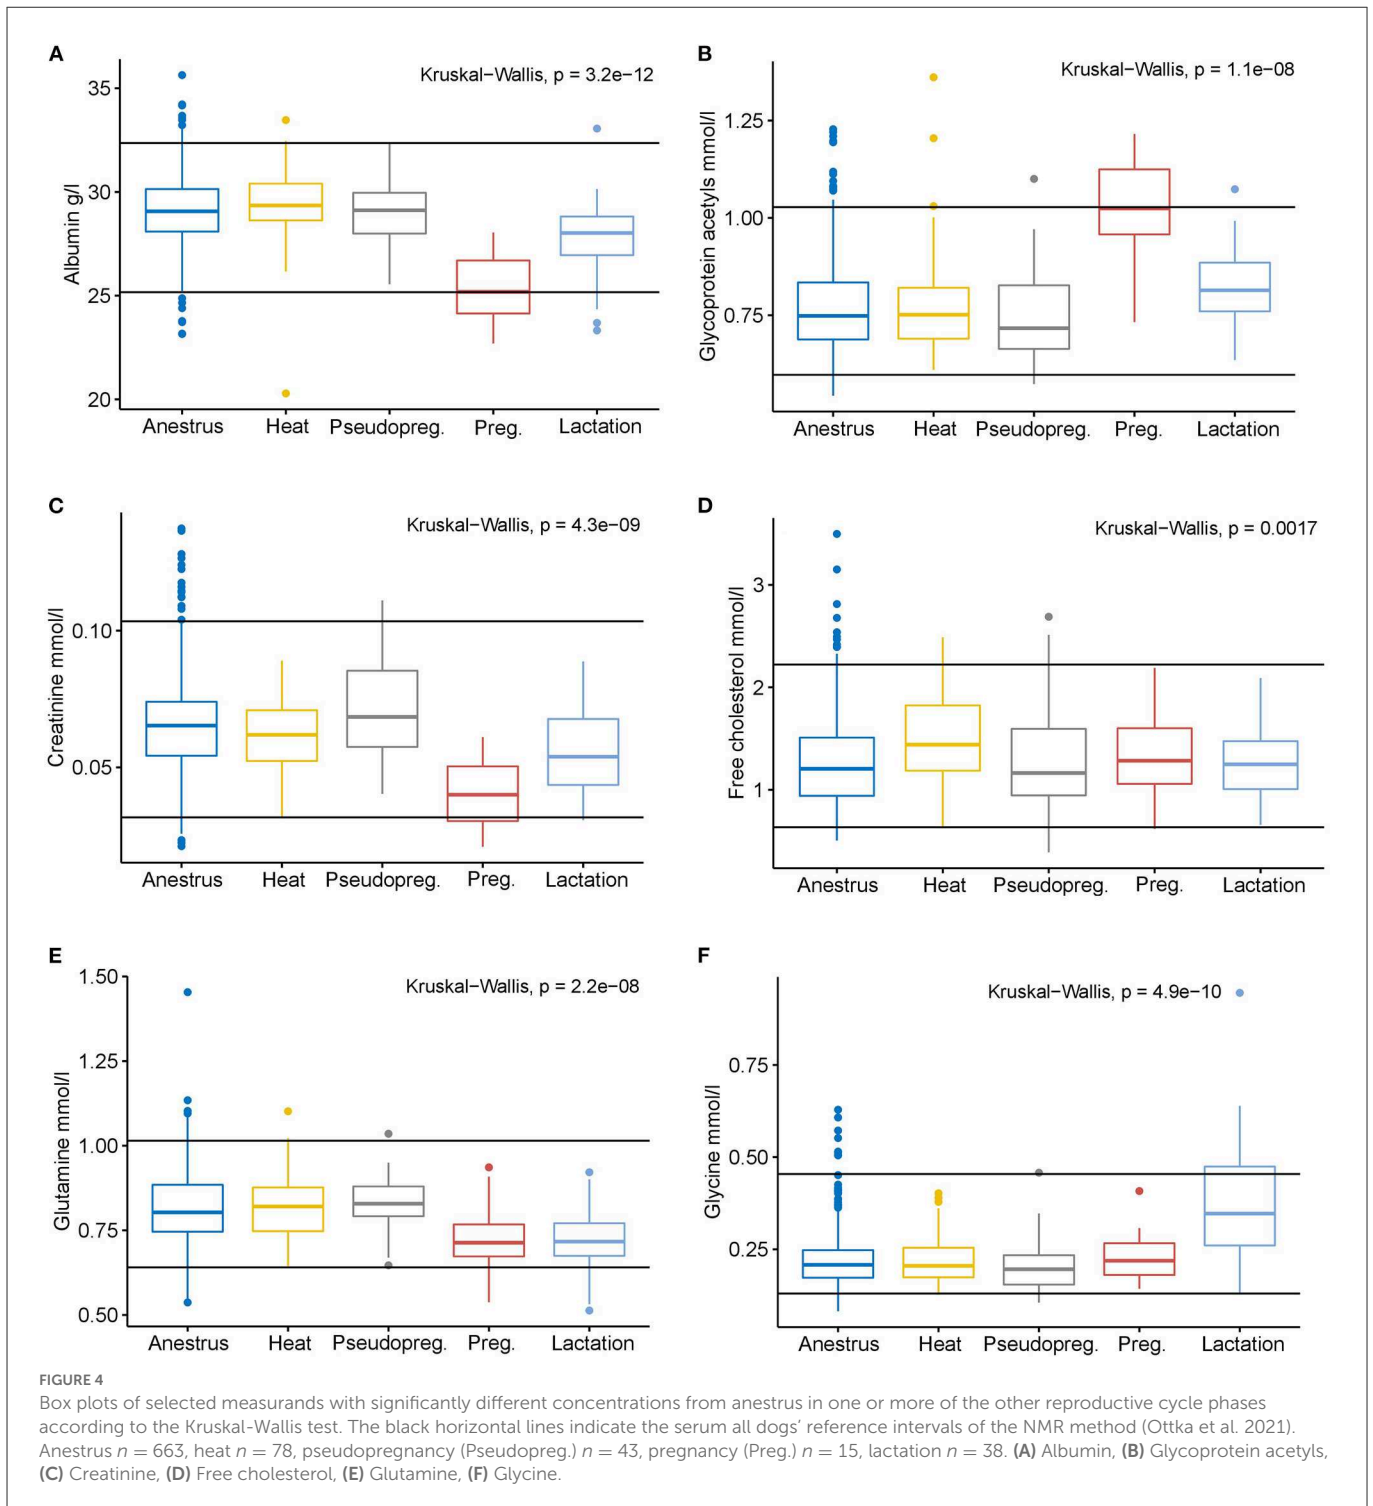 A
Kruskal−Wallis, p = 3.2e−12
Albumin g/l
35
30
25
20
Anestrus Heat Pseudopreg. Preg. Lactation
B
Kruskal−Wallis, p = 1.1e−08
Glycoprotein acetyls mmol/l
1.25
1.00
0.75
Anestrus Heat Pseudopreg. Preg. Lactation
C
Kruskal−Wallis, p = 4.3e−09
Creatinine mmol/l
0.10
0.05
Anestrus Heat Pseudopreg. Preg. Lactation
D
Kruskal−Wallis, p = 0.0017
Free cholesterol mmol/l
3
2
1
Anestrus Heat Pseudopreg. Preg. Lactation
E
Kruskal−Wallis, p = 2.2e−08
Glutamine mmol/l
1.50
1.25
1.00
0.75
0.50
Anestrus Heat Pseudopreg. Preg. Lactation
F
Kruskal−Wallis, p = 4.9e−10
Glycine mmol/l
0.75
0.50
0.25
Anestrus Heat Pseudopreg. Preg. Lactation
FIGURE 4
Box plots of selected measurands with significantly different concentrations from anestrus in one or more of the other reproductive cycle phases
according to the Kruskal-Wallis test. The black horizontal lines indicate the serum all dogs' reference intervals of the NMR method (Ottka et al. 2021).
Anestrus n = 663, heat n = 78, pseudopregnancy (Pseudopreg.) n = 43, pregnancy (Preg.) n = 15, lactation n = 38. (A) Albumin, (B) Glycoprotein acetyls,
(C) Creatinine, (D) Free cholesterol, (E) Glutamine, (F) Glycine.